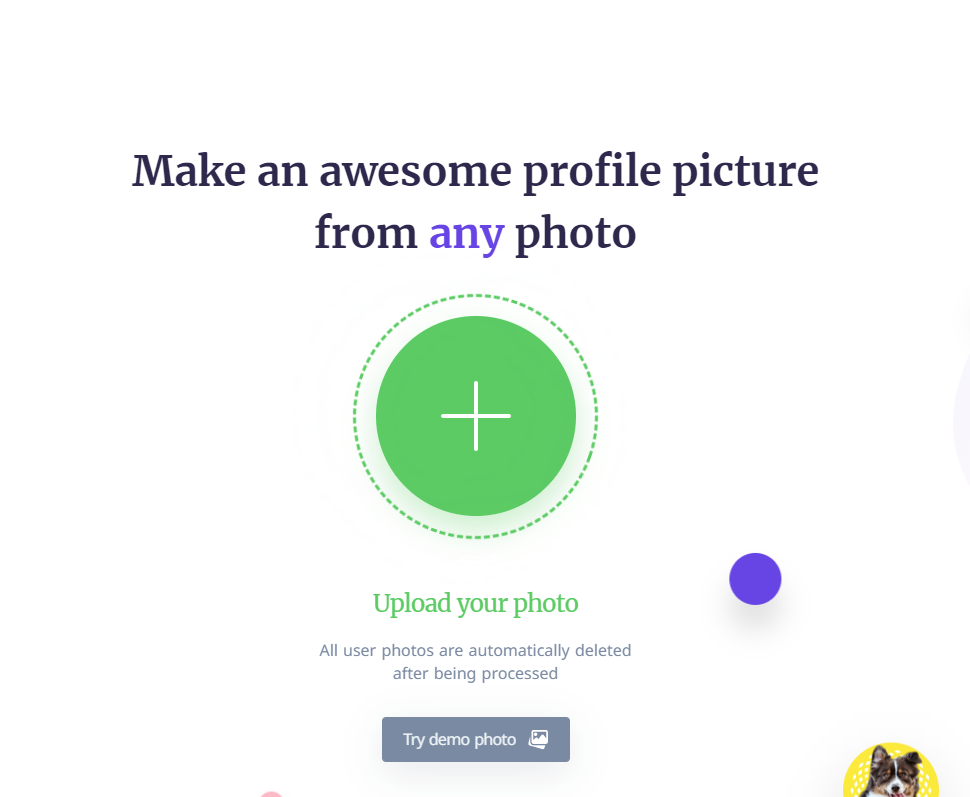 Make an awesome profile picture
from any photo
Upload your photo
All user photos are automatically deleted
after being processed
Try demo photo